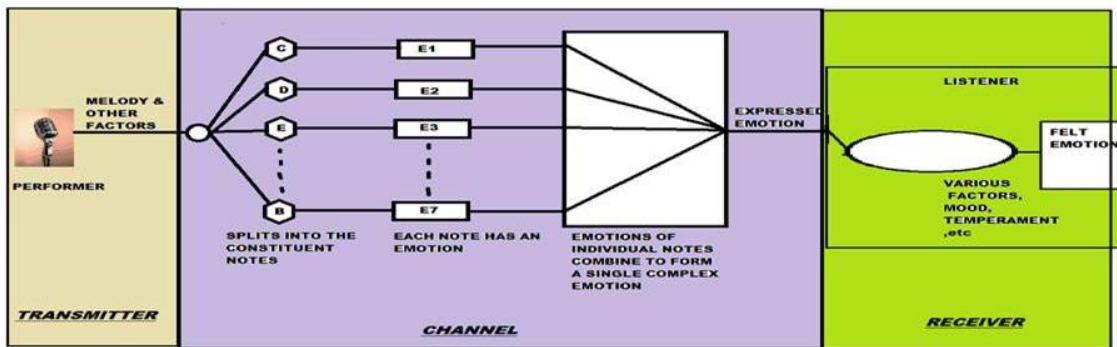 MELODY &
OTHER
FACTORS
PERFORMER
TRANSMITTER
C
D
E
B
SPLITS INTO THE
CONSTITUENT
NOTES
E1
E2
E3
E7
EACH NOTE HAS AN
EMOTION
EMOTIONS OF
INDIVIDUAL NOTES
COMBINE TO FORM
A SINGLE COMPLEX
EMOTION
CHANNEL
EXPRESSED
EMOTION
LISTENER
VARIOUS
FACTORS,
MOOD,
TEMPERAMENT
,etc
FELT
EMOTION
RECEIVER